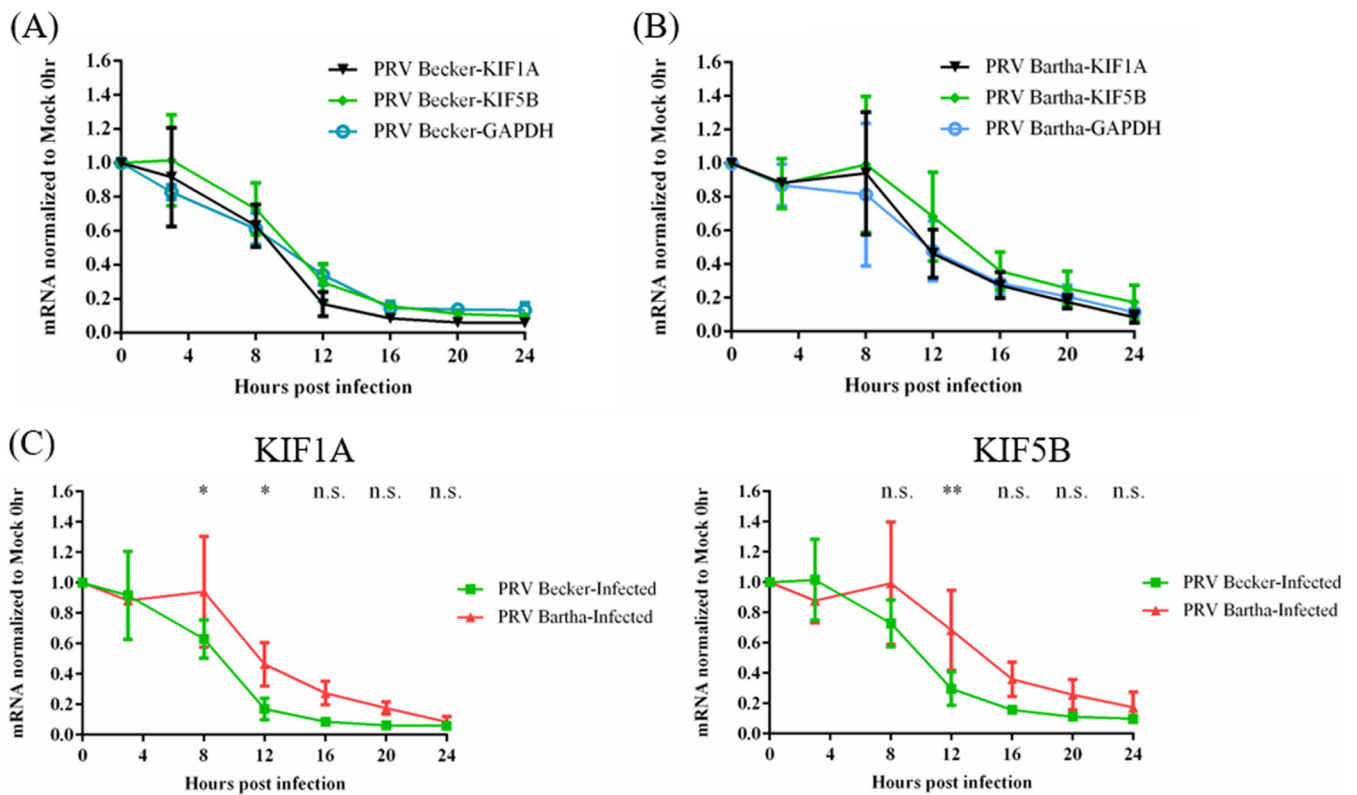 (A)
mRNA normalized to Mock 0hr
1.6
1.4
1.2
1.0
0.8
0.6
0.4
0.2
0.0
0 4 8 12 16 20 24
Hours post infection
PRV Becker-KIF1A
PRV Becker-KIF5B
PRV Becker-GAPDH
(B)
mRNA normalized to Mock 0hr
1.6
1.4
1.2
1.0
0.8
0.6
0.4
0.2
0.0
0 4 8 12 16 20 24
Hours post infection
PRV Bartha-KIF1A
PRV Bartha-KIF5B
PRV Bartha-GAPDH
(C)
KIF1A
* * n.s. n.s. n.s.
mRNA normalized to Mock 0hr
1.6
1.4
1.2
1.0
0.8
0.6
0.4
0.2
0.0
0 4 8 12 16 20 24
Hours post infection
PRV Becker-Infected
PRV Bartha-Infected
KIF5B
n.s. ** n.s. n.s. n.s.
mRNA normalized to Mock 0hr
1.6
1.4
1.2
1.0
0.8
0.6
0.4
0.2
0.0
0 4 8 12 16 20 24
Hours post infection
PRV Becker-Infected
PRV Bartha-Infected